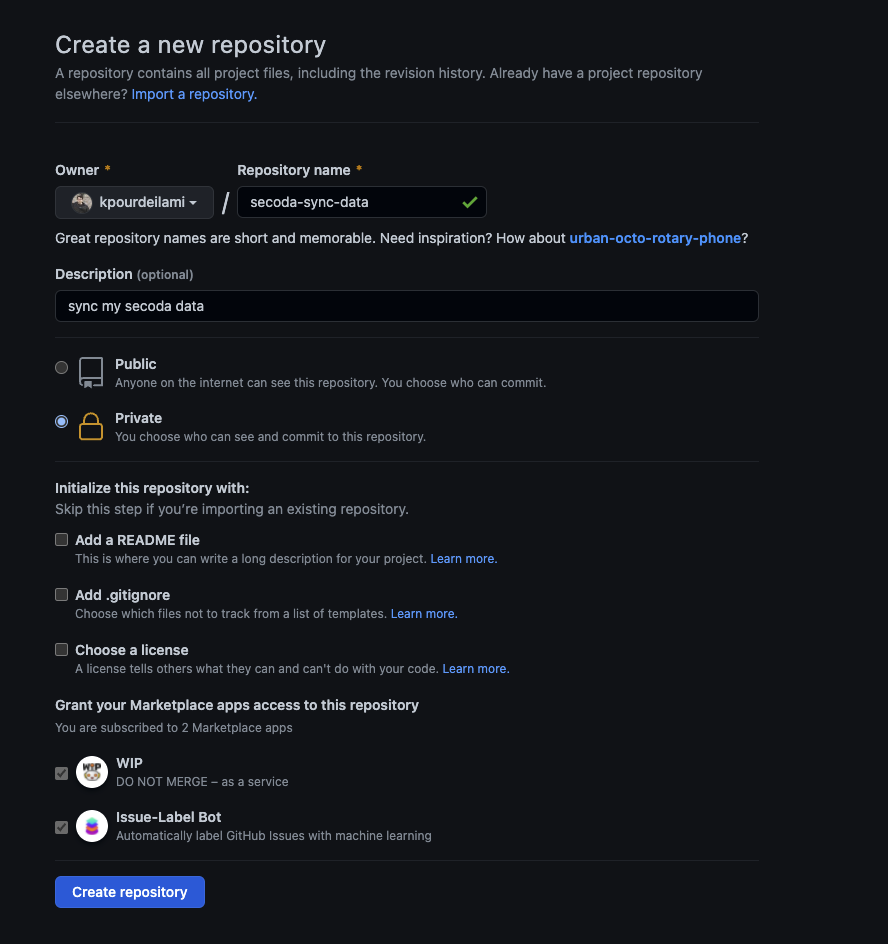 Create a new repository
A repository contains all project files, including the revision history. Already have a project repository
elsewhere? Import a repository.
Owner * Repository name *
kpourdeilami / secoda-sync-data
Great repository names are short and memorable. Need inspiration? How about urban-octo-rotary-phone?
Description (optional)
sync my secoda data
Public
Anyone on the internet can see this repository. You choose who can commit.
Private
You choose who can see and commit to this repository.
Initialize this repository with:
Skip this step if you’re importing an existing repository.
Add a README file
This is where you can write a long description for your project. Learn more.
Add .gitignore
Choose which files not to track from a list of templates. Learn more.
Choose a license
A license tells others what they can and can't do with your code. Learn more.
Grant your Marketplace apps access to this repository
You are subscribed to 2 Marketplace apps
WIP
WIP
DO NOT MERGE – as a service
Issue-Label Bot
Automatically label GitHub Issues with machine learning
Create repository